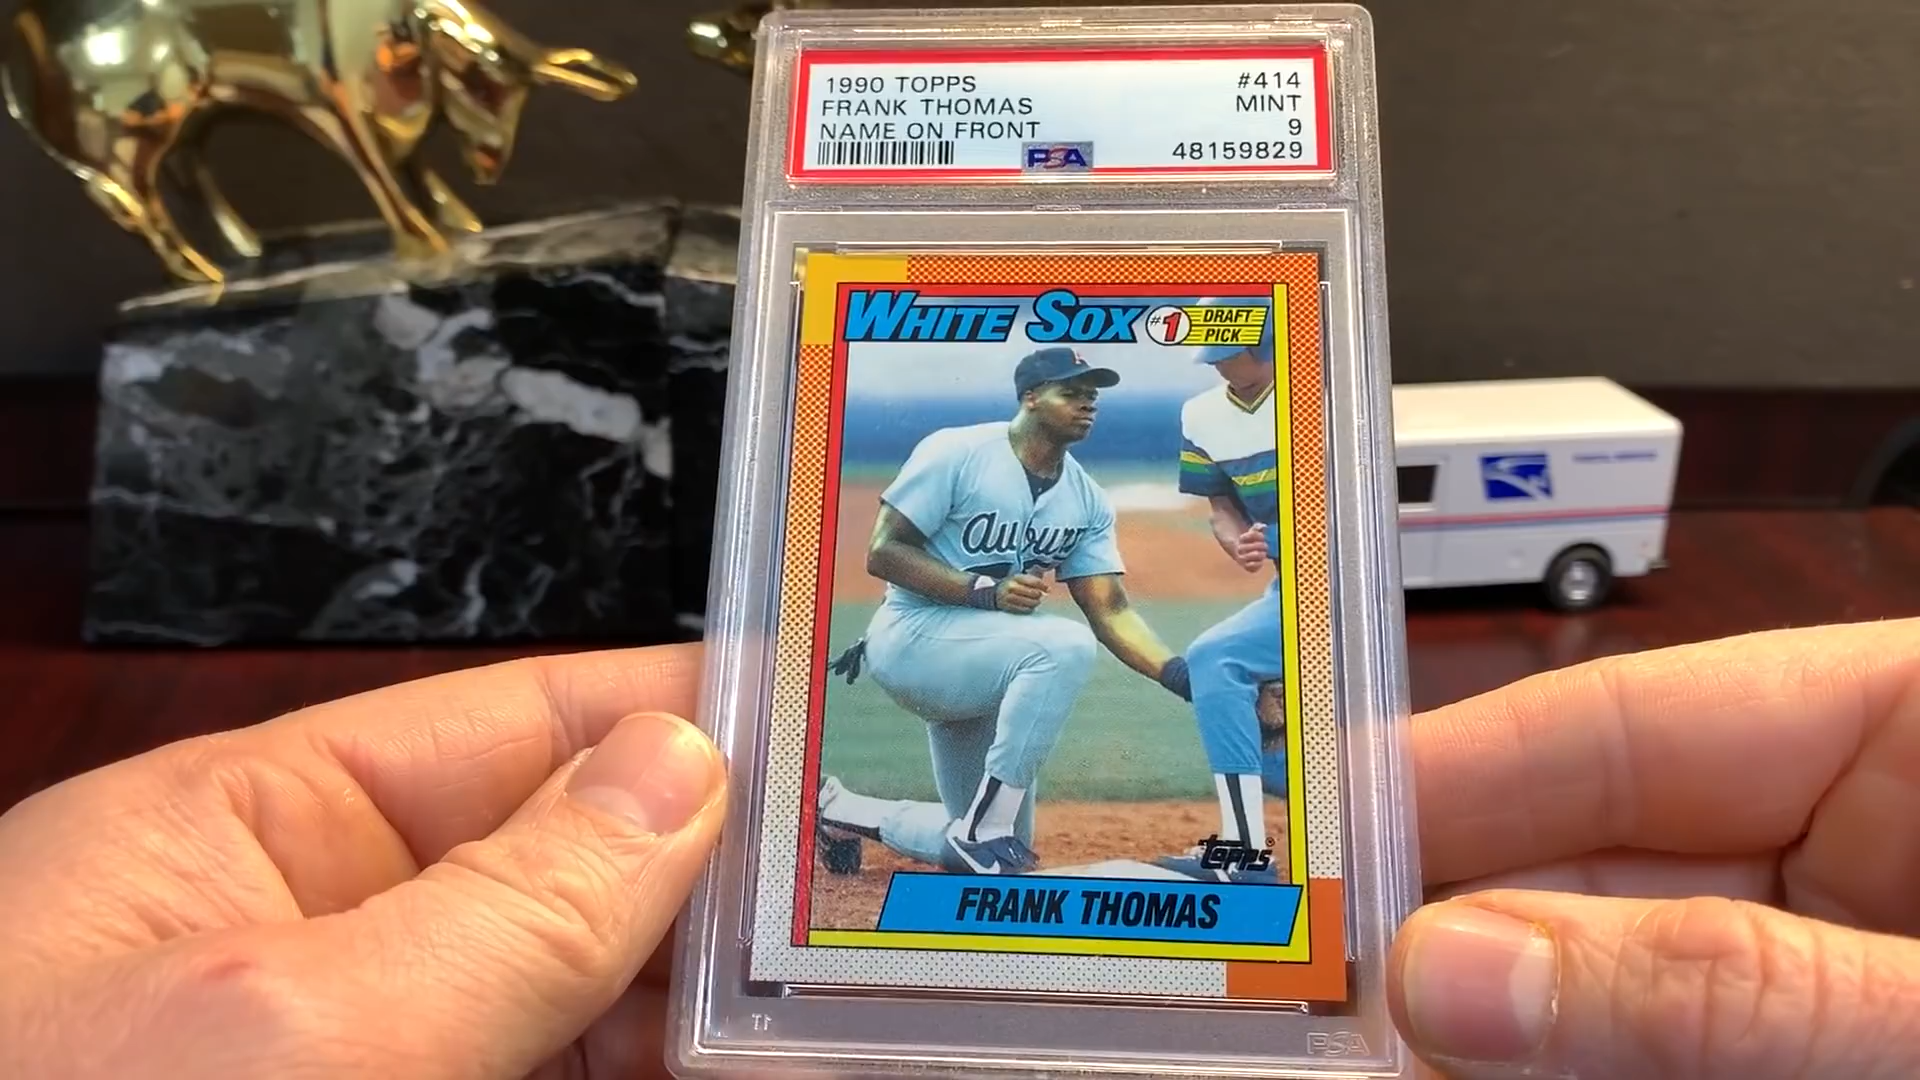 1990 TOPPS #414
FRANK THOMAS MINT
NAME ON FRONT 9
PSA 48159829
WHITE SOX #1 DRAFT PICK
Auburn
topps
FRANK THOMAS
PSA